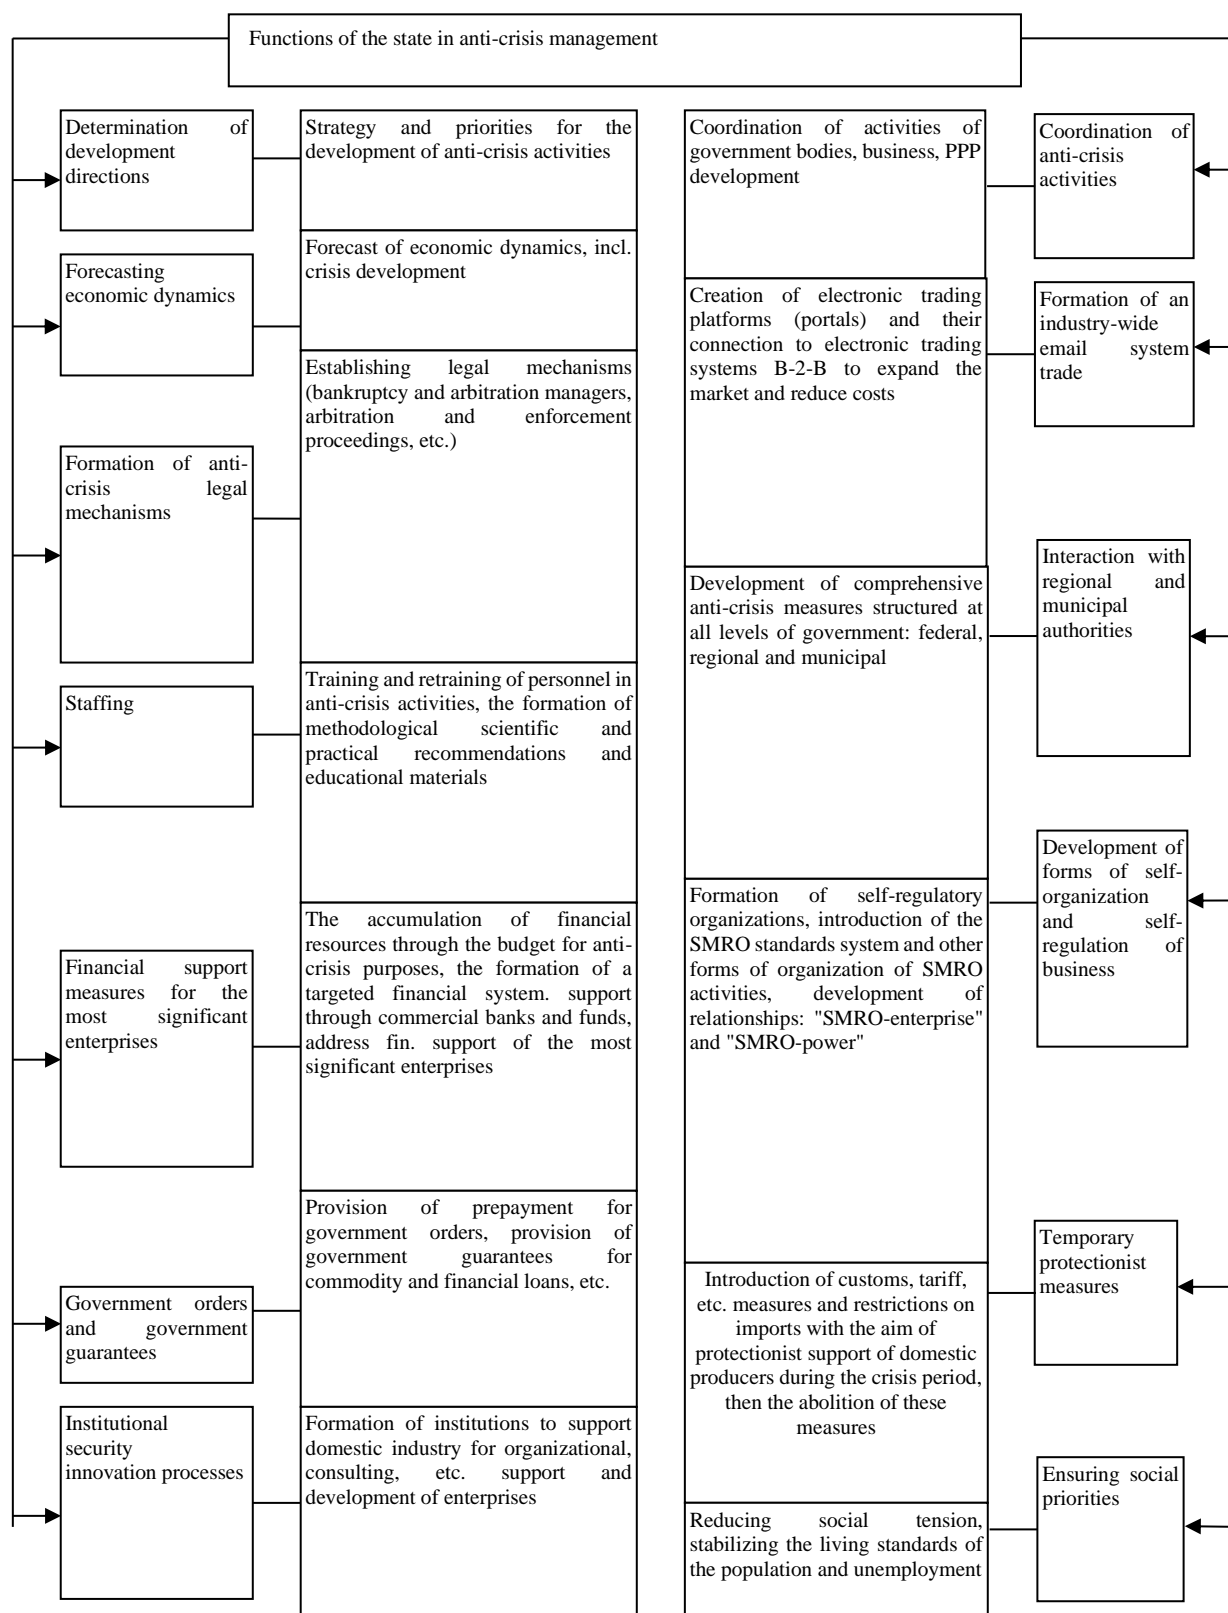 Functions of the state in anti-crisis management
Determination of
development
directions
Strategy and priorities for the
development of anti-crisis activities
Forecasting
economic dynamics
Forecast of economic dynamics, incl.
crisis development
Formation of anti-
crisis legal
mechanisms
Establishing legal mechanisms
(bankruptcy and arbitration managers,
arbitration and enforcement
proceedings, etc.)
Staffing
Training and retraining of personnel in
anti-crisis activities, the formation of
methodological scientific and
practical recommendations and
educational materials
Financial support
measures for the
most significant
enterprises
The accumulation of financial
resources through the budget for anti-
crisis purposes, the formation of a
targeted financial system. support
through commercial banks and funds,
address fin. support of the most
significant enterprises
Government orders
and government
guarantees
Provision of prepayment for
government orders, provision of
government guarantees for
commodity and financial loans, etc.
Institutional
security
innovation processes
Formation of institutions to support
domestic industry for organizational,
consulting, etc. support and
development of enterprises
Coordination of activities of
government bodies, business, PPP
development
Coordination of
anti-crisis
activities
Creation of electronic trading
platforms (portals) and their
connection to electronic trading
systems B-2-B to expand the
market and reduce costs
Formation of an
industry-wide
email system
trade
Development of comprehensive
anti-crisis measures structured at
all levels of government: federal,
regional and municipal
Interaction with
regional and
municipal
authorities
Formation of self-regulatory
organizations, introduction of the
SMRO standards system and other
forms of organization of SMRO
activities, development of
relationships: "SMRO-enterprise"
and "SMRO-power"
Development of
forms of self-
organization
and self-
regulation of
business
Introduction of customs, tariff,
etc. measures and restrictions on
imports with the aim of
protectionist support of domestic
producers during the crisis period,
then the abolition of these
measures
Temporary
protectionist
measures
Reducing social tension,
stabilizing the living standards of
the population and unemployment
Ensuring social
priorities